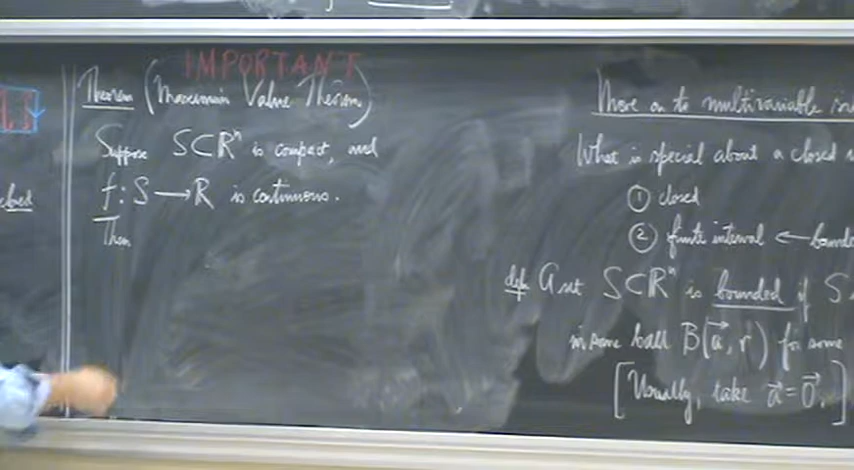 IMPORTANT
Theorem (Maximum Value Theorem)
Suppose S⊂ℝⁿ is compact, and
f: S → ℝ is continuous.
Then
Move on to multivariable
What is special about a closed
① closed
② finite interval ←
def A set S⊂ℝⁿ is bounded if S
in some ball B(a⃗, r) for some
[Usually, take a⃗ = 0⃗.]